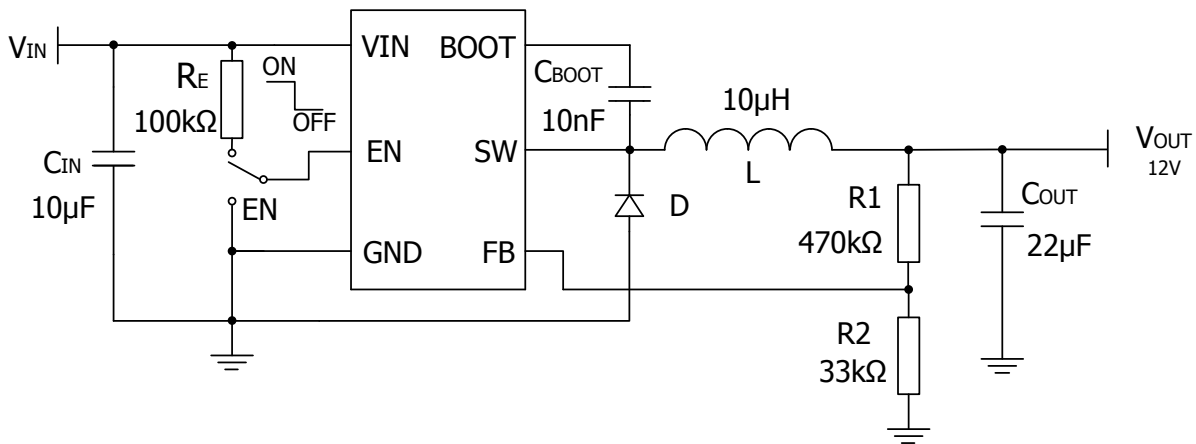 VIN
RE
100kΩ
ON
OFF
CIN
10µF
EN
VIN
BOOT
EN
SW
GND
FB
CBOOT
10nF
10µH
L
D
R1
470kΩ
R2
33kΩ
COUT
22µF
VOUT
12V